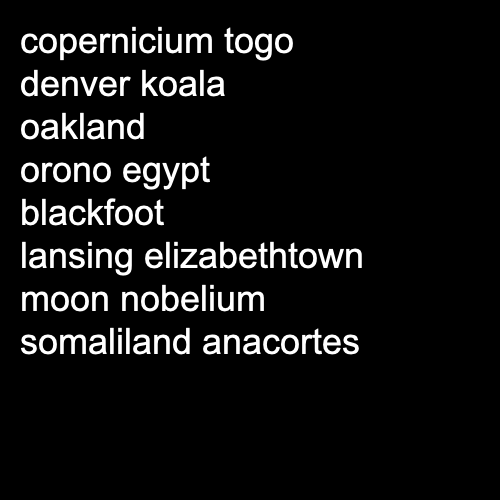 copernicium togo
denver koala
oakland
orono egypt
blackfoot
lansing elizabethtown
moon nobelium
somaliland anacortes